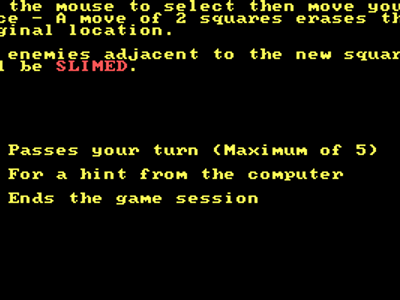 the mouse to select then move you
ce - A move of 2 squares erases th
ginal location.
enemies adjacent to the new squar
l be SLIMED.
Passes your turn (Maximum of 5)
For a hint from the computer
Ends the game session